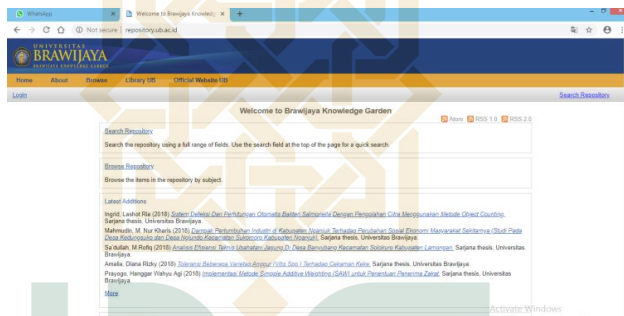 WhatsApp
Welcome to Brawijaya Knowledg
Not secure | repository.ub.ac.id
UNIVERSITAS
BRAWIJAYA
BRAWIJAYA KNOWLEDGE GARDEN
Home About Browse Library UB Official Website UB
Login Search Repository
Welcome to Brawijaya Knowledge Garden
Atom RSS 1.0 RSS 2.0
Search Repository
Search the repository using a full range of fields. Use the search field at the top of the page for a quick search.
Browse Repository
Browse the items in the repository by subject.
Latest Additions
Ingrid, Lashot Ria (2018) Sistem Deteksi Dan Perhitungan Otomatis Bakteri Salmonella Dengan Pengolahan Citra Menggunakan Metode Object Counting.
Sarjana thesis, Universitas Brawijaya.
Mahmudin, M. Nur Kharis (2018) Dampak Pertumbuhan Industri di Kabupaten Nganjuk Terhadap Perubahan Sosial Ekonomi Masyarakat Sekitarnya (Studi Pada
Desa Kedungsuko dan Desa Ngundo Kecamatan Sukomoro Kabupaten Nganjuk). Sarjana thesis, Universitas Brawijaya.
Sa'dullah, M.Rofiq (2018) Analisis Efisiensi Teknis Usahatani Jagung Di Desa Banyubang Kecamatan Solokuro Kabupaten Lamongan. Sarjana thesis, Universitas
Brawijaya.
Amalia, Diana Rizky (2018) Toleransi Beberapa Varietas Anggur (Vitis Spp.) Terhadap Cekaman Kekeringan. Sarjana thesis, Universitas Brawijaya.
Prayogo, Henggar Wahyu Agi (2018) Implementasi Metode Simple Additive Weighting (SAW) untuk Penentuan Penerima Zakat. Sarjana thesis, Universitas
Brawijaya.
More
Activate Windows